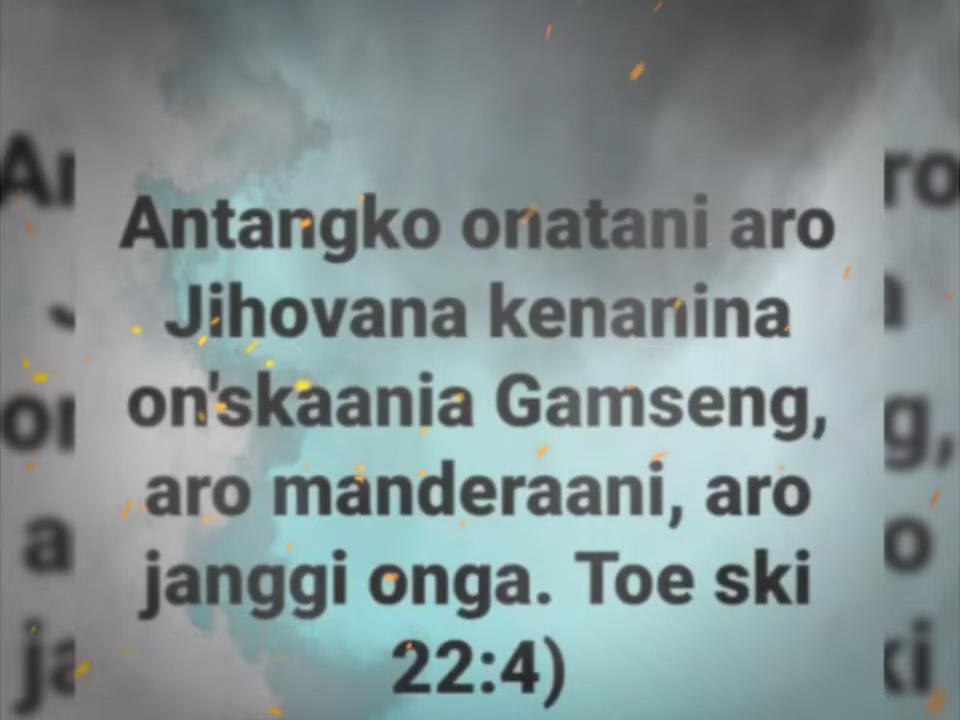 Antangko onatani aro
Jihovana kenanina
on'skaania Gamseng,
aro manderaani, aro
janggi onga. Toe ski
22:4)